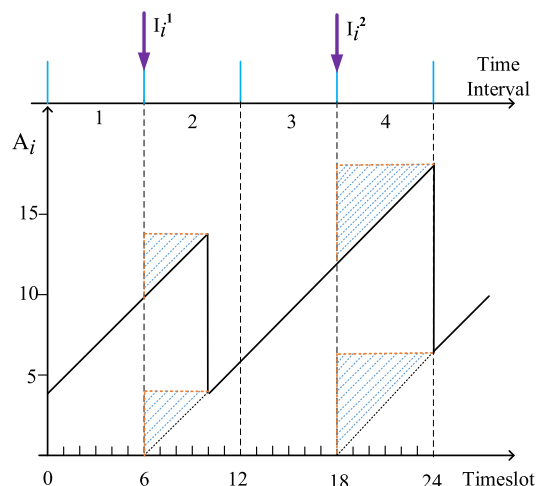 I_i^1 I_i^2
Time
Interval
1 2 3 4
A_i
15
10
5
0 6 12 18 24 Timeslot